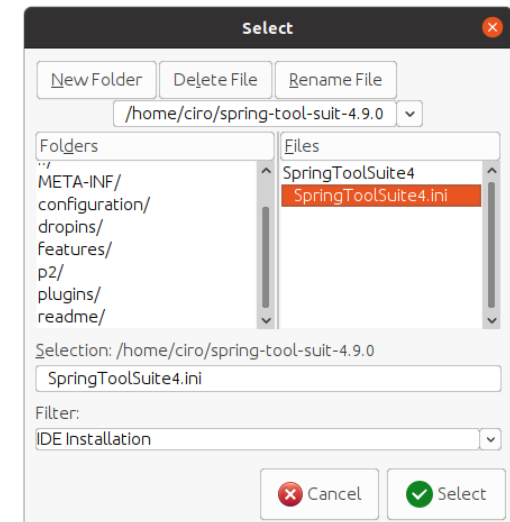 Select
New Folder Delete File Rename File
/home/ciro/spring-tool-suit-4.9.0
Folders Files
../
META-INF/
configuration/
dropins/
features/
p2/
plugins/
readme/
SpringToolSuite4
SpringToolSuite4.ini
Selection: /home/ciro/spring-tool-suit-4.9.0
SpringToolSuite4.ini
Filter:
IDE Installation
Cancel Select